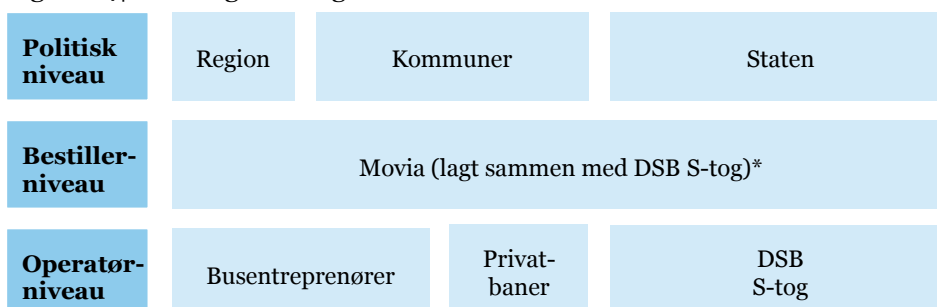 Politisk
niveau
Region
Kommuner
Staten
Bestiller-
niveau
Movia (lagt sammen med DSB S-tog)*
Operatør-
niveau
Busentreprenører
Privat-
baner
DSB
S-tog